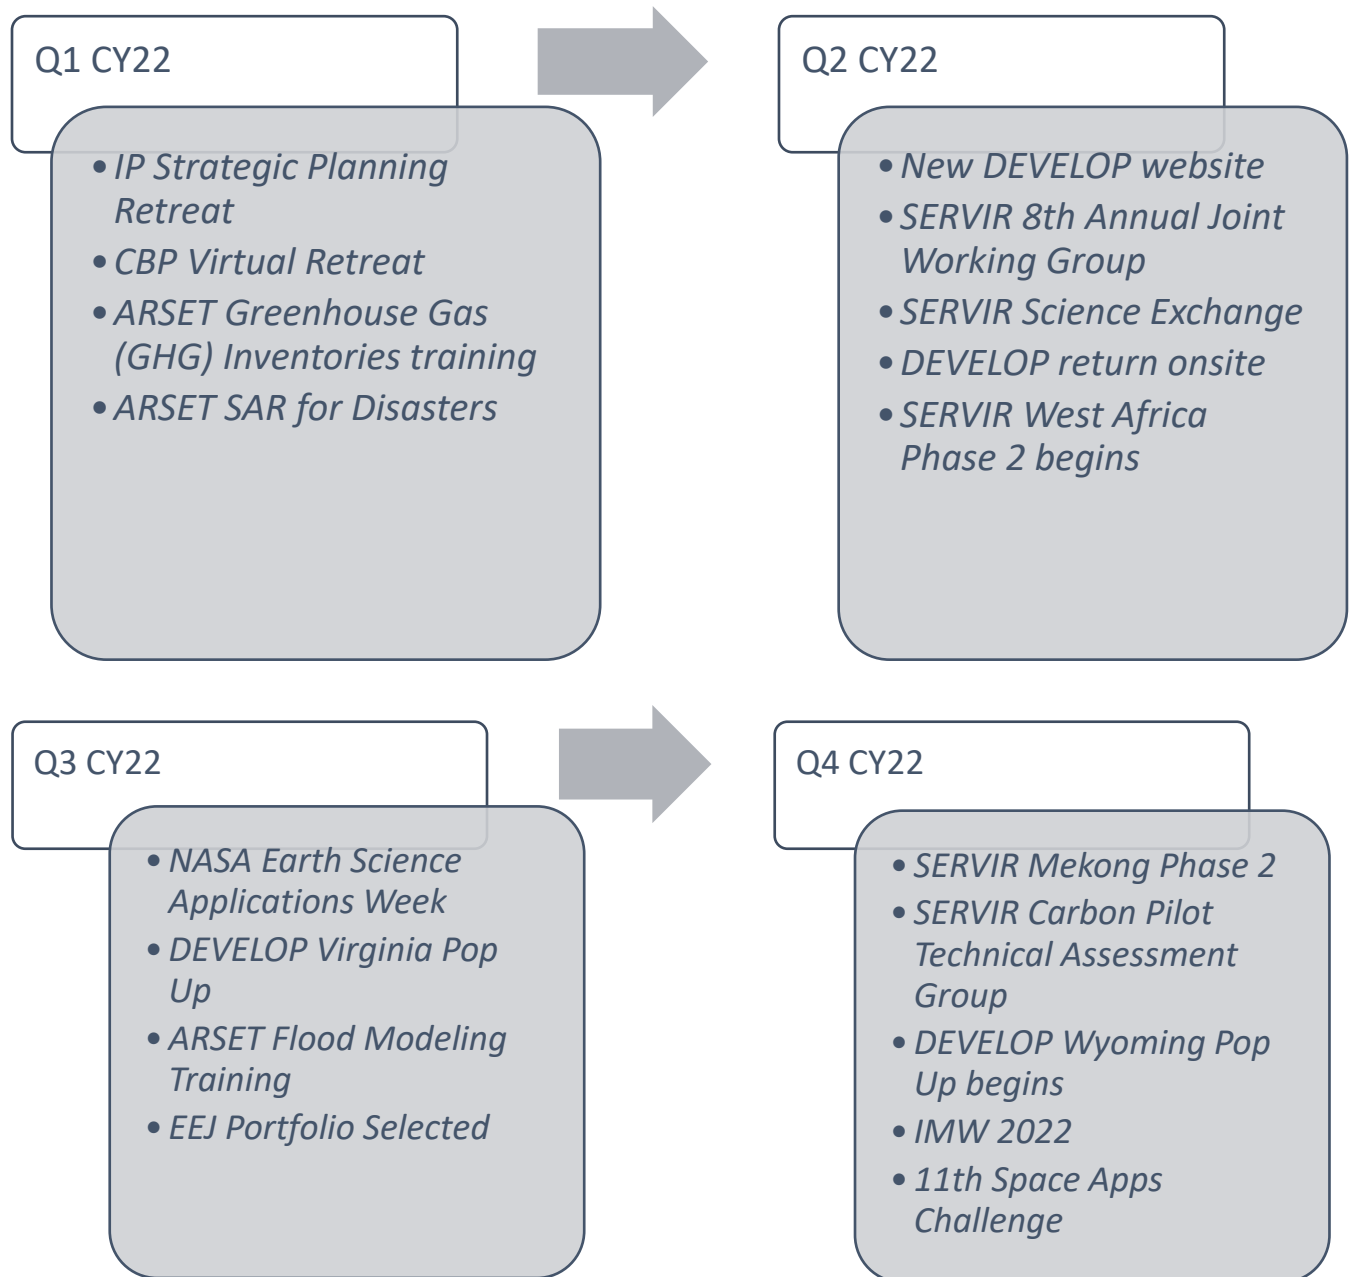 Q1 CY22
• IP Strategic Planning
Retreat
• CBP Virtual Retreat
• ARSET Greenhouse Gas
(GHG) Inventories training
• ARSET SAR for Disasters
Q2 CY22
• New DEVELOP website
• SERVIR 8th Annual Joint
Working Group
• SERVIR Science Exchange
• DEVELOP return onsite
• SERVIR West Africa
Phase 2 begins
Q3 CY22
• NASA Earth Science
Applications Week
• DEVELOP Virginia Pop
Up
• ARSET Flood Modeling
Training
• EEJ Portfolio Selected
Q4 CY22
• SERVIR Mekong Phase 2
• SERVIR Carbon Pilot
Technical Assessment
Group
• DEVELOP Wyoming Pop
Up begins
• IMW 2022
• 11th Space Apps
Challenge